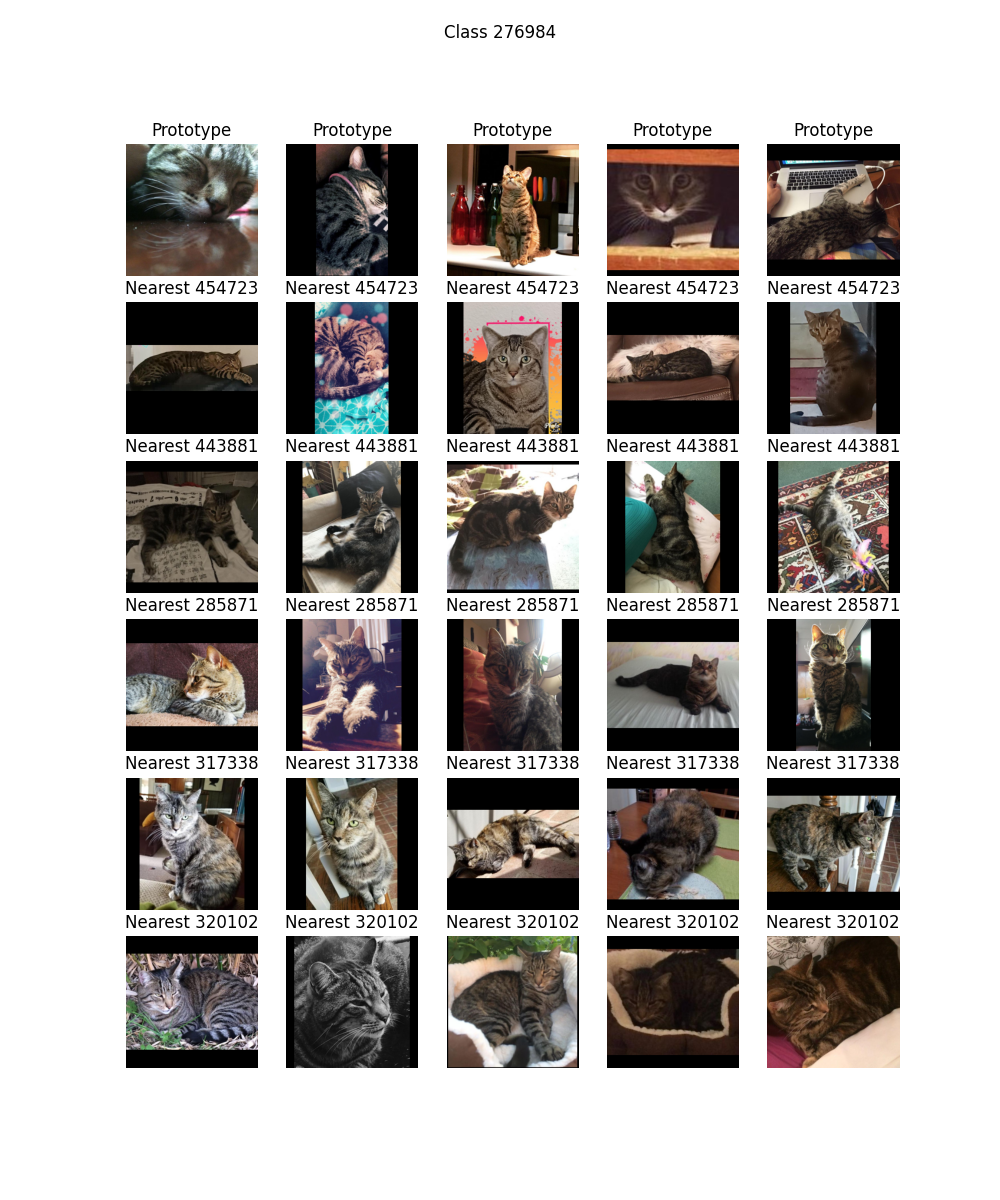 Class 276984
Prototype Prototype Prototype Prototype Prototype
Nearest 454723 Nearest 454723 Nearest 454723 Nearest 454723 Nearest 454723
Nearest 443881 Nearest 443881 Nearest 443881 Nearest 443881 Nearest 443881
Nearest 285871 Nearest 285871 Nearest 285871 Nearest 285871 Nearest 285871
Nearest 317338 Nearest 317338 Nearest 317338 Nearest 317338 Nearest 317338
Nearest 320102 Nearest 320102 Nearest 320102 Nearest 320102 Nearest 320102